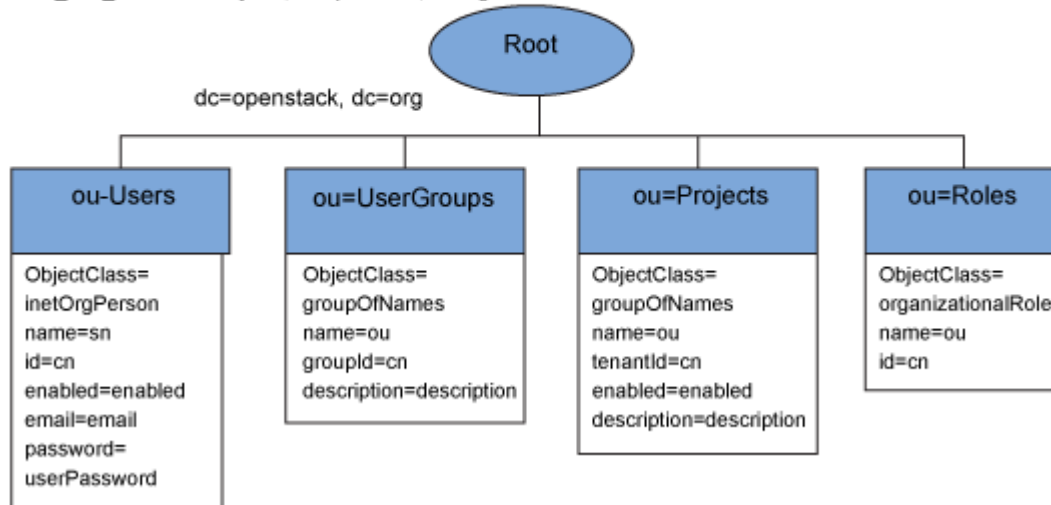 Root
dc=openstack, dc=org
ou-Users
ObjectClass=
inetOrgPerson
name=sn
id=cn
enabled=enabled
email=email
password=
userPassword
ou=UserGroups
ObjectClass=
groupOfNames
name=ou
groupId=cn
description=description
ou=Projects
ObjectClass=
groupOfNames
name=ou
tenantId=cn
enabled=enabled
description=description
ou=Roles
ObjectClass=
organizationalRole
name=ou
id=cn